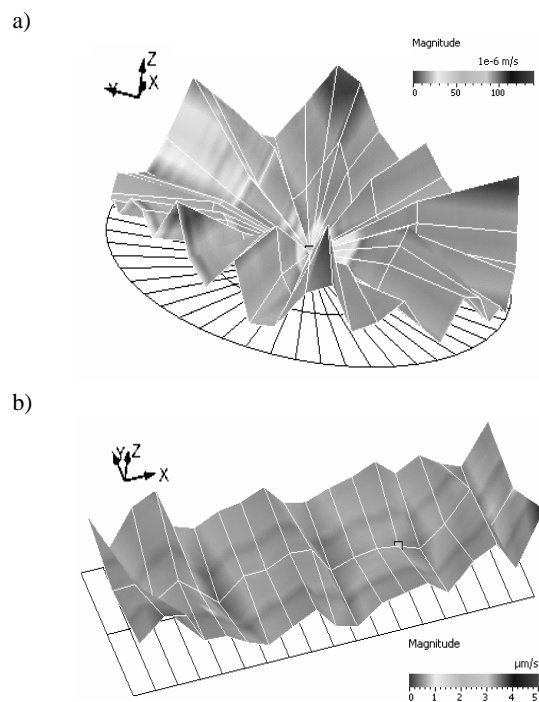 a)
Magnitude
1e-6 m/s
0 50 100
Z
Y X
b)
Y Z
X
Magnitude
µm/s
0 1 2 3 4 5